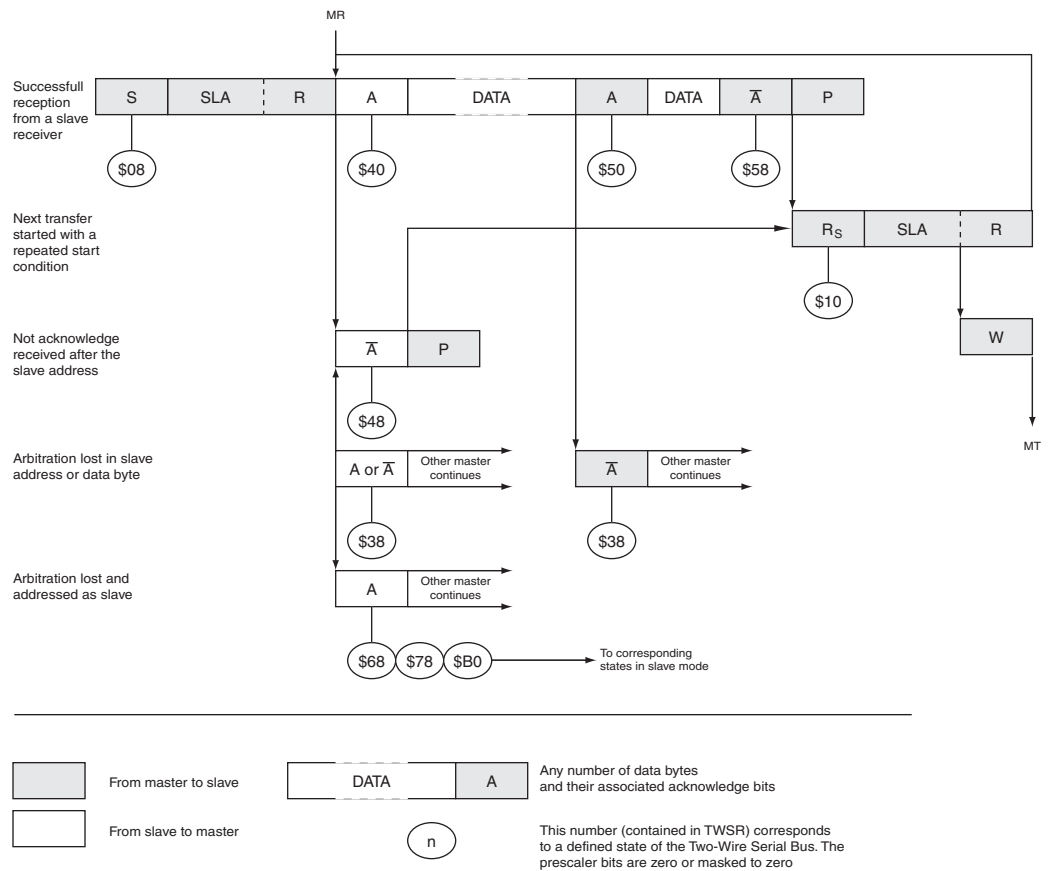 MR
Successfull
reception
from a slave
receiver
S SLA R A DATA A DATA A̅ P
$08 $40 $50 $58
Next transfer
started with a
repeated start
condition
RS SLA R
$10
Not acknowledge
received after the
slave address
A̅ P
W
$48
MT
Arbitration lost in slave
address or data byte
A or A̅
Other master
continues
A̅
Other master
continues
$38 $38
Arbitration lost and
addressed as slave
A
Other master
continues
$68 $78 $B0
To corresponding
states in slave mode
From master to slave
DATA A
Any number of data bytes
and their associated acknowledge bits
From slave to master
n
This number (contained in TWSR) corresponds
to a defined state of the Two-Wire Serial Bus. The
prescaler bits are zero or masked to zero